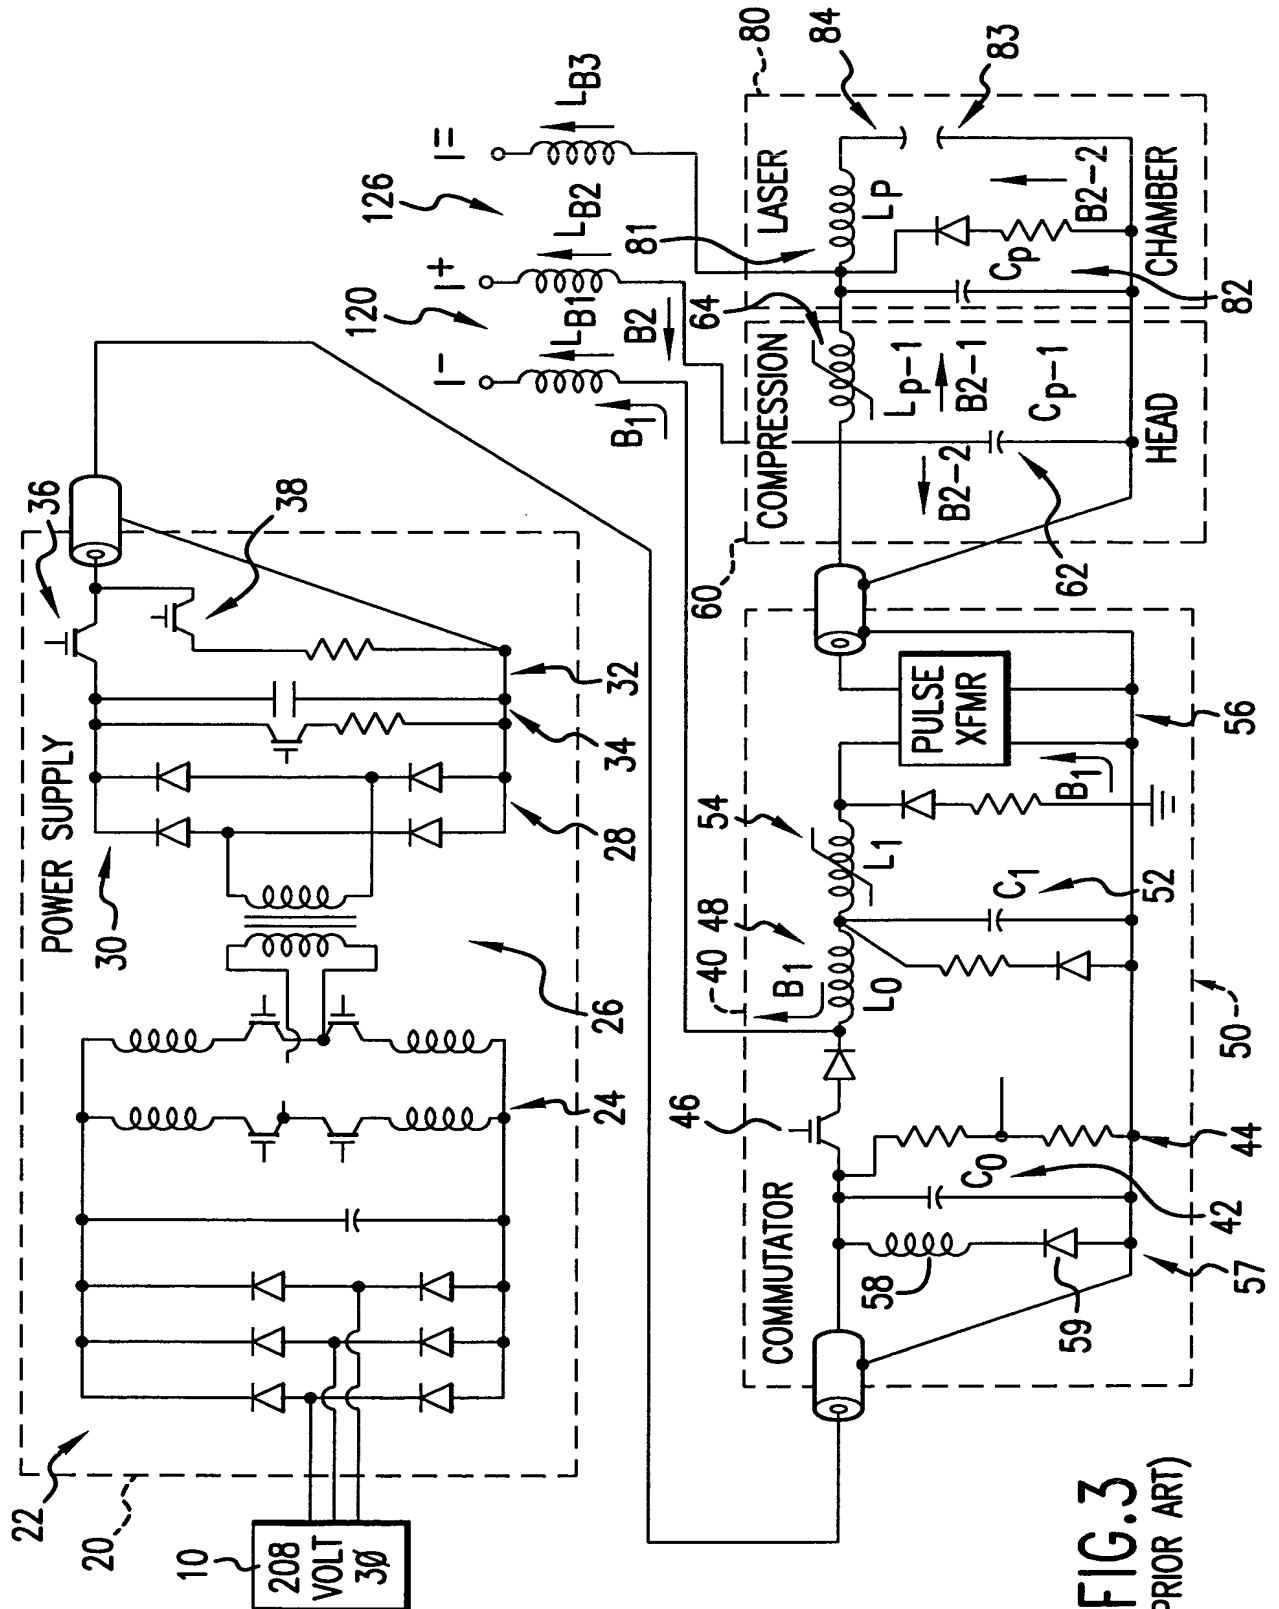 22
20
10
208
VOLT
3Ø
POWER SUPPLY
30
36
38
32
34
28
26
24
I-
I+
I=
120
126
L_B1
L_B2
L_B3
B1
B2
40
46
48
54
COMMUTATOR
B1
L0
L1
C0
C1
B1
PULSE
XFMR
58
59
57
42
44
50
52
56
60
COMPRESSION
HEAD
64
Lp-1
B2-1
Cp-1
B2-2
62
80
81
84
83
LASER
CHAMBER
LP
Cp
B2-2
82
FIG.3
PRIOR ART)